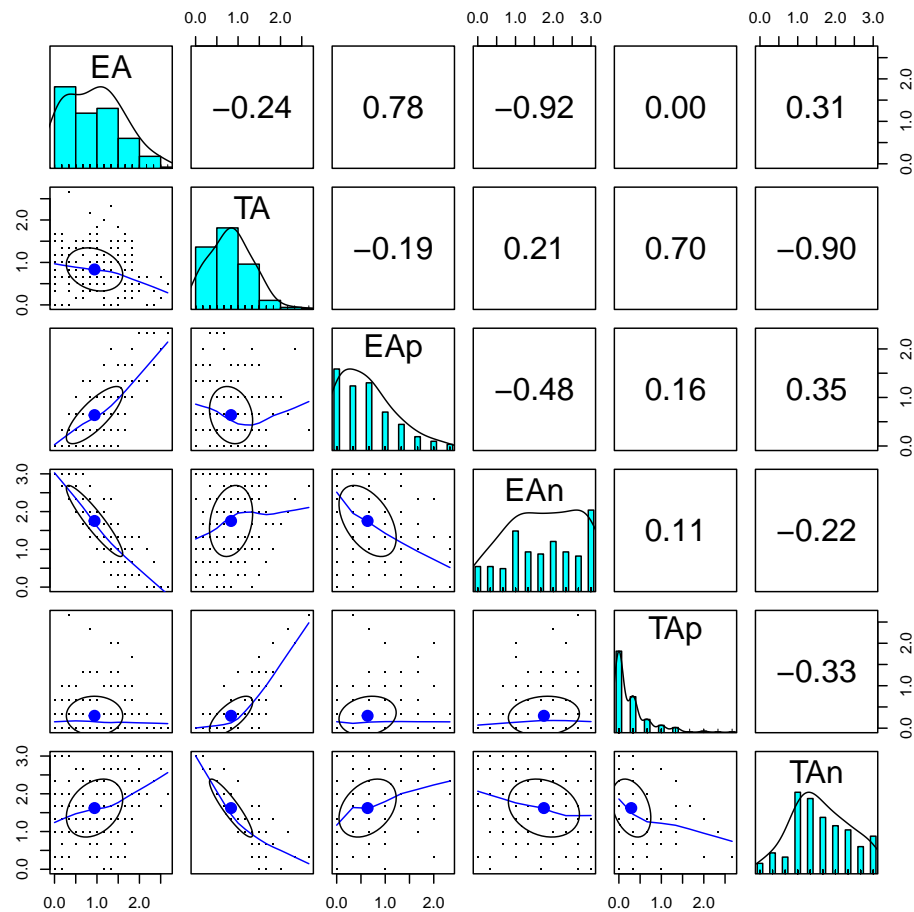 0.0 1.0 2.0 0.0 1.0 2.0 3.0 0.0 1.0 2.0 3.0
EA −0.24 0.78 −0.92 0.00 0.31 0.0 1.0 2.0
0.0 1.0 2.0 TA −0.19 0.21 0.70 −0.90
EAp −0.48 0.16 0.35 0.0 1.0 2.0
0.0 1.0 2.0 3.0 EAn 0.11 −0.22
TAp −0.33 0.0 1.0 2.0
0.0 1.0 2.0 3.0 TAn
0.0 1.0 2.0 0.0 1.0 2.0 0.0 1.0 2.0